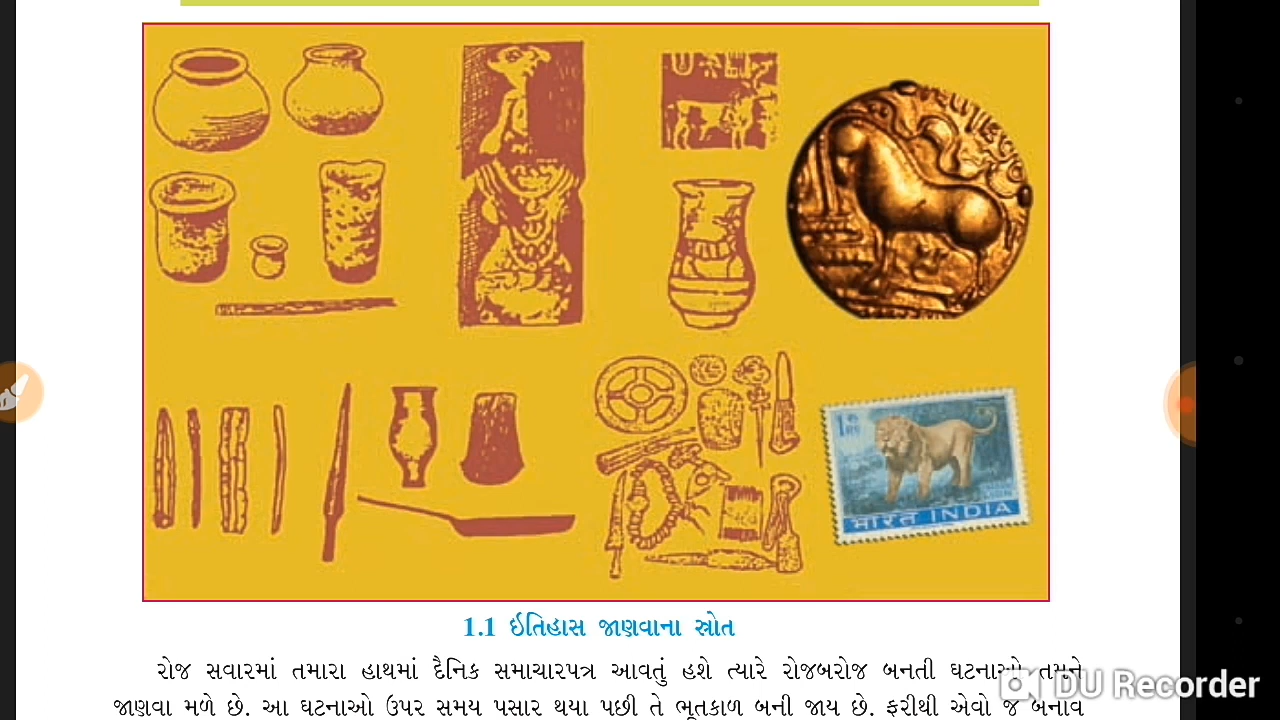 1 रु
भारत INDIA
1.1 ઈતિહાસ જાણવાના સ્રોત
રોજ સવારમાં તમારા હાથમાં દૈનિક સમાચારપત્ર આવતું હશે ત્યારે રોજબરોજ બનતી ઘટનાઓ તમને
DU Recorder
જાણવા મળે છે. આ ઘટનાઓ ઉપર સમય પસાર થયા પછી તે ભૂતકાળ બની જાય છે. ફરીથી એવો જ બનાવ